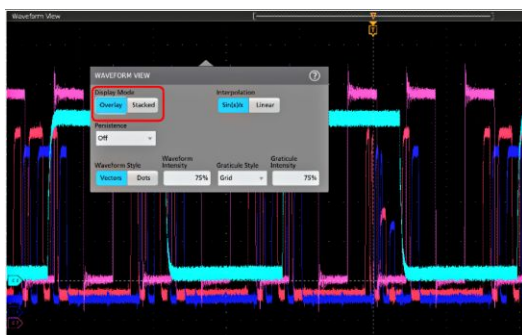 Waveform View
WAVEFORM VIEW
Display Mode
Interpolation
Overlay Stacked
Sin(x)/x Linear
Persistence
Off
Waveform Style
Waveform Intensity
Graticule Style
Graticule Intensity
Vectors Dots
75%
Grid
75%